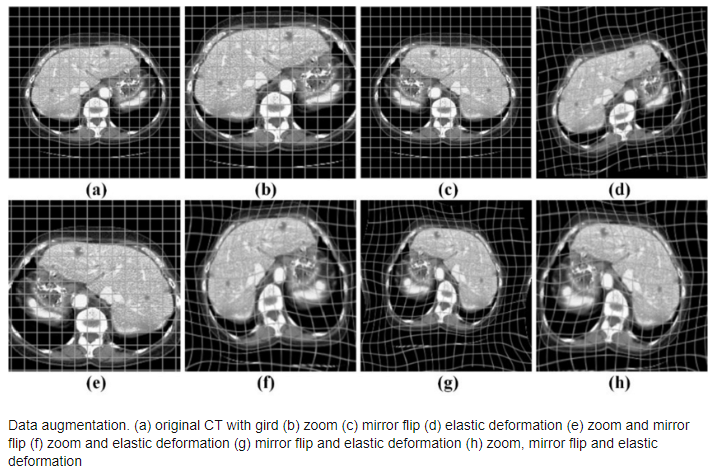 (a) (b) (c) (d)
(e) (f) (g) (h)
Data augmentation. (a) original CT with gird (b) zoom (c) mirror flip (d) elastic deformation (e) zoom and mirror
flip (f) zoom and elastic deformation (g) mirror flip and elastic deformation (h) zoom, mirror flip and elastic
deformation